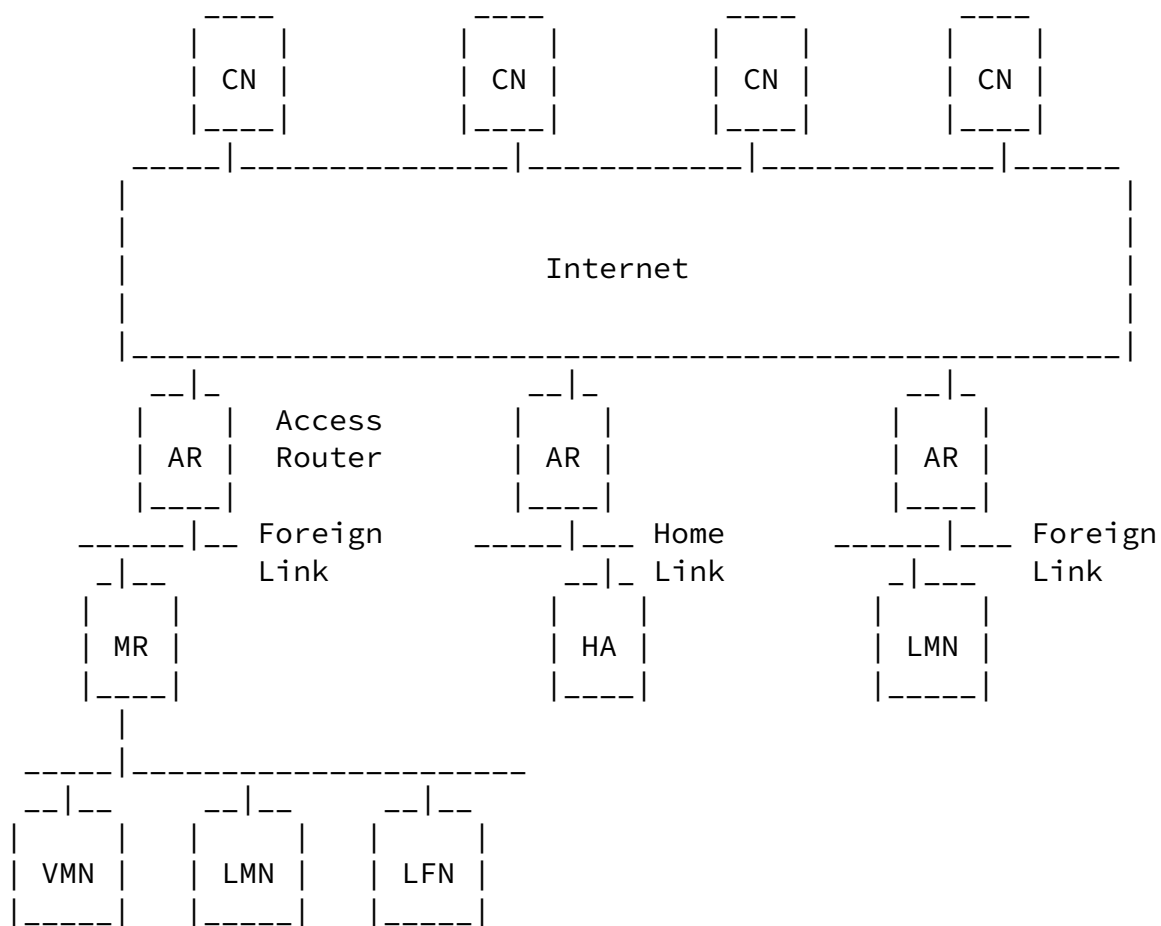 CN CN CN CN
Internet
Access
AR Router AR AR
Foreign Home Foreign
Link Link Link
MR HA LMN
VMN LMN LFN